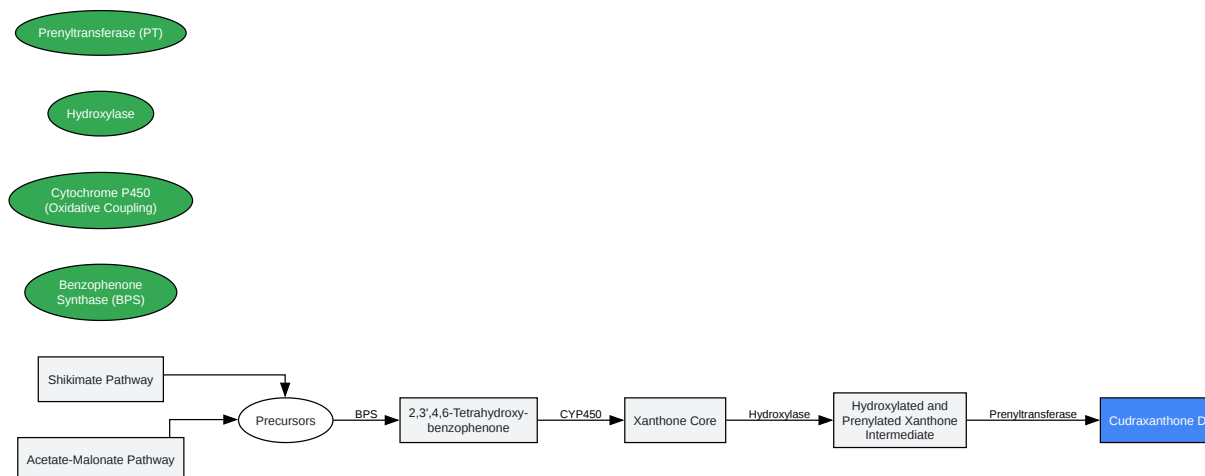 Prenyltransferase (PT)
Hydroxylase
Cytochrome P450
(Oxidative Coupling)
Benzophenone
Synthase (BPS)
Shikimate Pathway
Acetate-Malonate Pathway
Precursors
BPS
2,3',4,6-Tetrahydroxy-
benzophenone
CYP450
Xanthone Core
Hydroxylase
Hydroxylated and
Prenylated Xanthone
Intermediate
Prenyltransferase
Cudraxanthone D